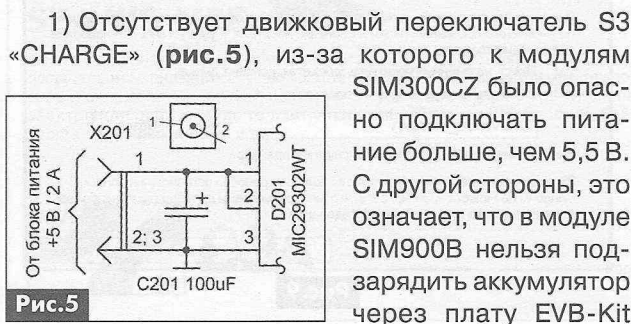 1) Отсутствует движковый переключатель S3
«CHARGE» (рис.5), из-за которого к модулям
SIM300CZ было опас-
но подключать пита-
ние больше, чем 5,5 В.
С другой стороны, это
означает, что в модуле
SIM900B нельзя под-
зарядить аккумулятор
через плату EVB-Kit
От блока питания
+5 В / 2 А
X201
1
2
1
2; 3
+
C201 100uF
1
2
3
D201
MIC29302WT
Рис.5